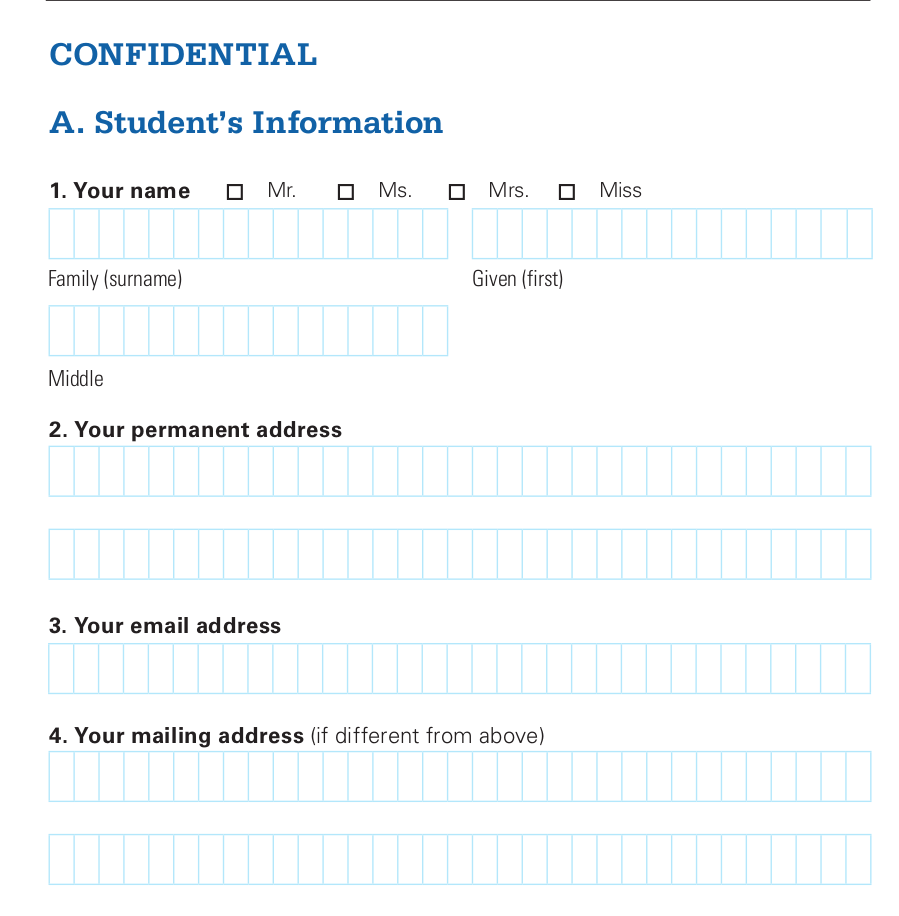 CONFIDENTIAL
A. Student's Information
1. Your name Mr. Ms. Mrs. Miss
Family (surname) Given (first)
Middle
2. Your permanent address
3. Your email address
4. Your mailing address (if different from above)